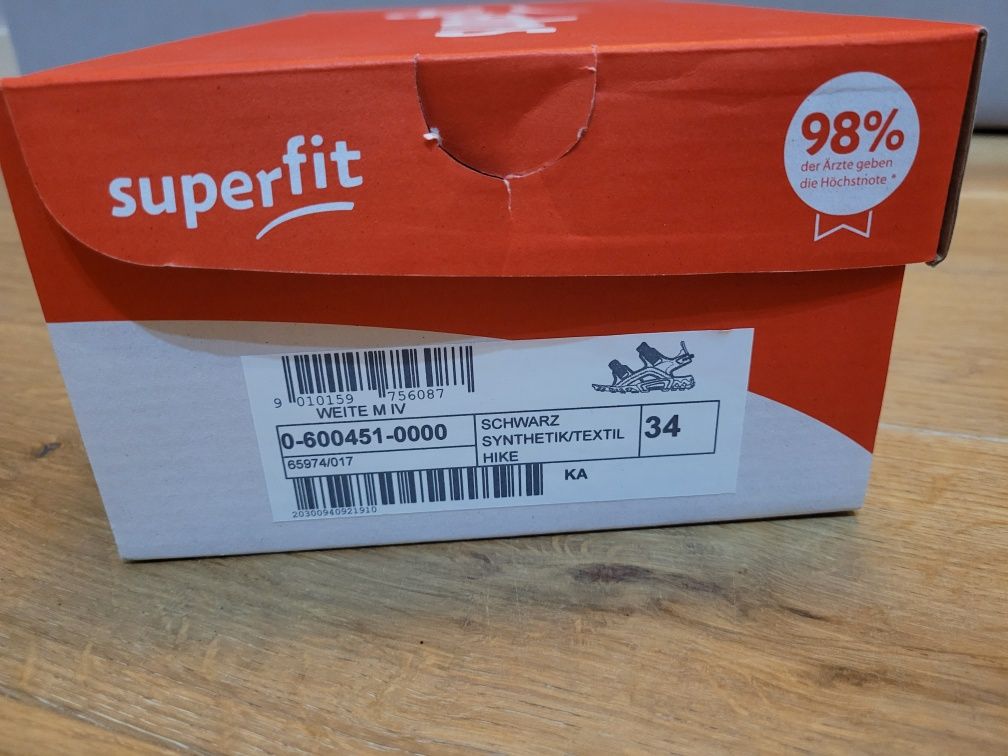 superfit
98%
der Ärzte geben
die Höchstnote *
9 010159 756087
WEITE M IV
0-600451-0000
65974/017
SCHWARZ
SYNTHETIK/TEXTIL
HIKE
34
KA
20300940921910